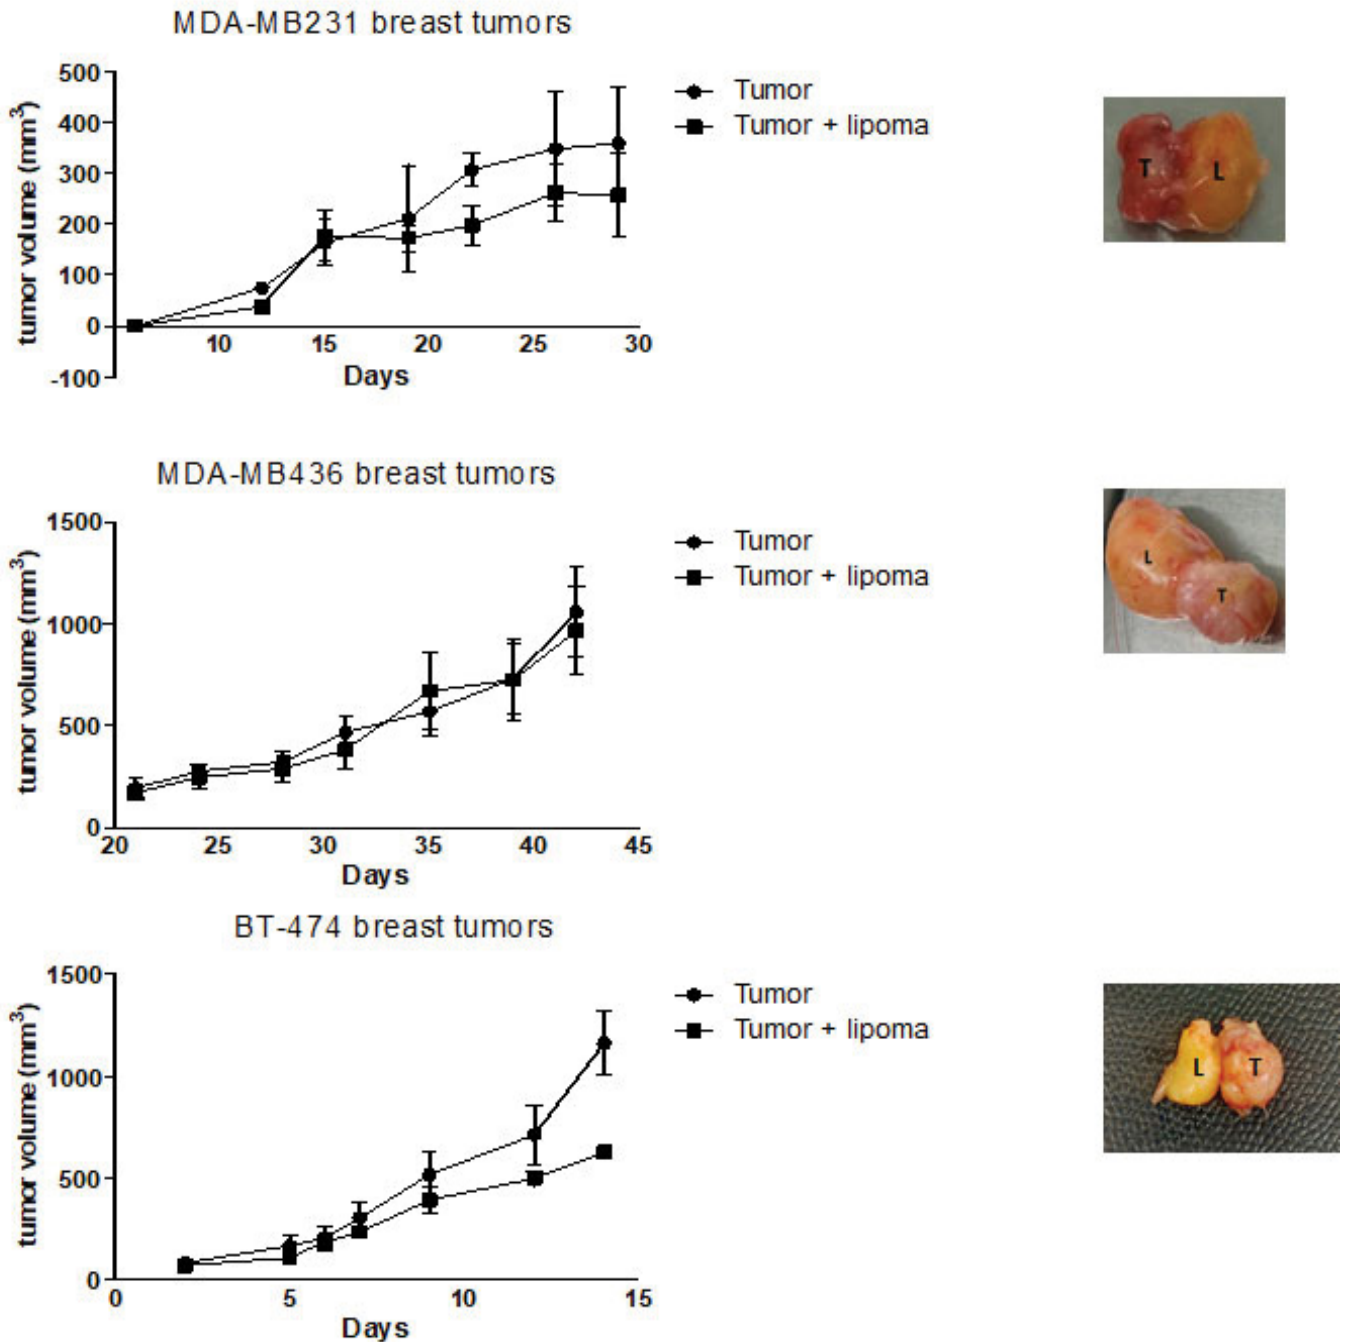 MDA-MB231 breast tumors
500
400
300
200
100
0
-100
tumor volume (mm³)
10 15 20 25 30
Days
Tumor
Tumor + lipoma
T L
MDA-MB436 breast tumors
1500
1000
500
0
tumor volume (mm³)
20 25 30 35 40 45
Days
Tumor
Tumor + lipoma
L
T
BT-474 breast tumors
1500
1000
500
0
tumor volume (mm³)
0 5 10 15
Days
Tumor
Tumor + lipoma
L T